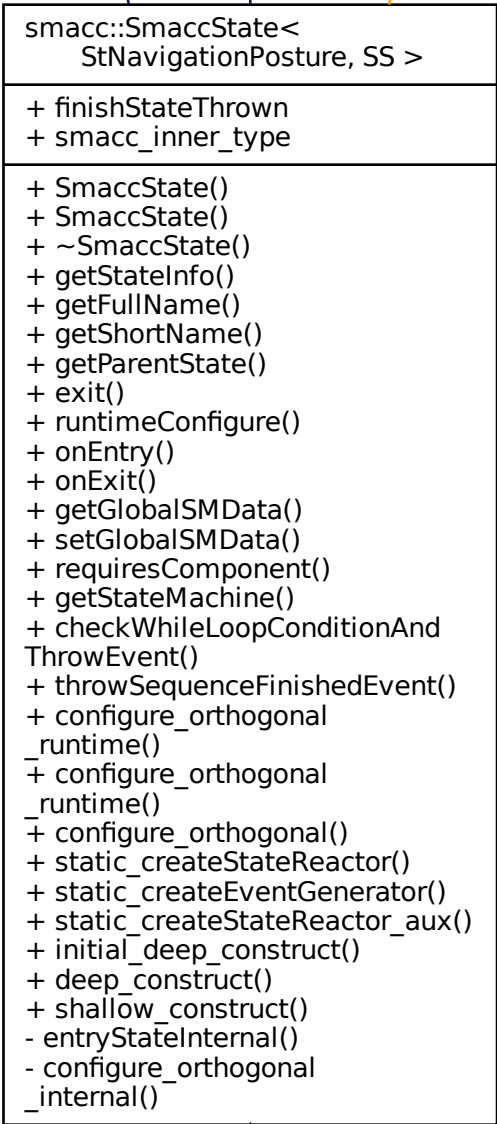 smacc::SmaccState<
StNavigationPosture, SS >
+ finishStateThrown
+ smacc_inner_type
+ SmaccState()
+ SmaccState()
+ ~SmaccState()
+ getStateInfo()
+ getFullName()
+ getShortName()
+ getParentState()
+ exit()
+ runtimeConfigure()
+ onEntry()
+ onExit()
+ getGlobalSMData()
+ setGlobalSMData()
+ requiresComponent()
+ getStateMachine()
+ checkWhileLoopConditionAnd
ThrowEvent()
+ throwSequenceFinishedEvent()
+ configure_orthogonal
_runtime()
+ configure_orthogonal
_runtime()
+ configure_orthogonal()
+ static_createStateReactor()
+ static_createEventGenerator()
+ static_createStateReactor_aux()
+ initial_deep_construct()
+ deep_construct()
+ shallow_construct()
- entryStateInternal()
- configure_orthogonal
_internal()